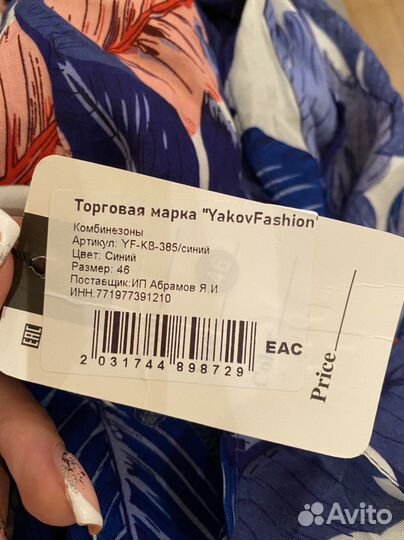 Торговая марка "YakovFashion"
Комбинезоны
Артикул: YF-KB-385/синий
Цвет: Синий
Размер: 46
Поставщик:ИП Абрамов Я.И
ИНН:771977391210
EAC
2 031744 898729
EAC
Price
Avito